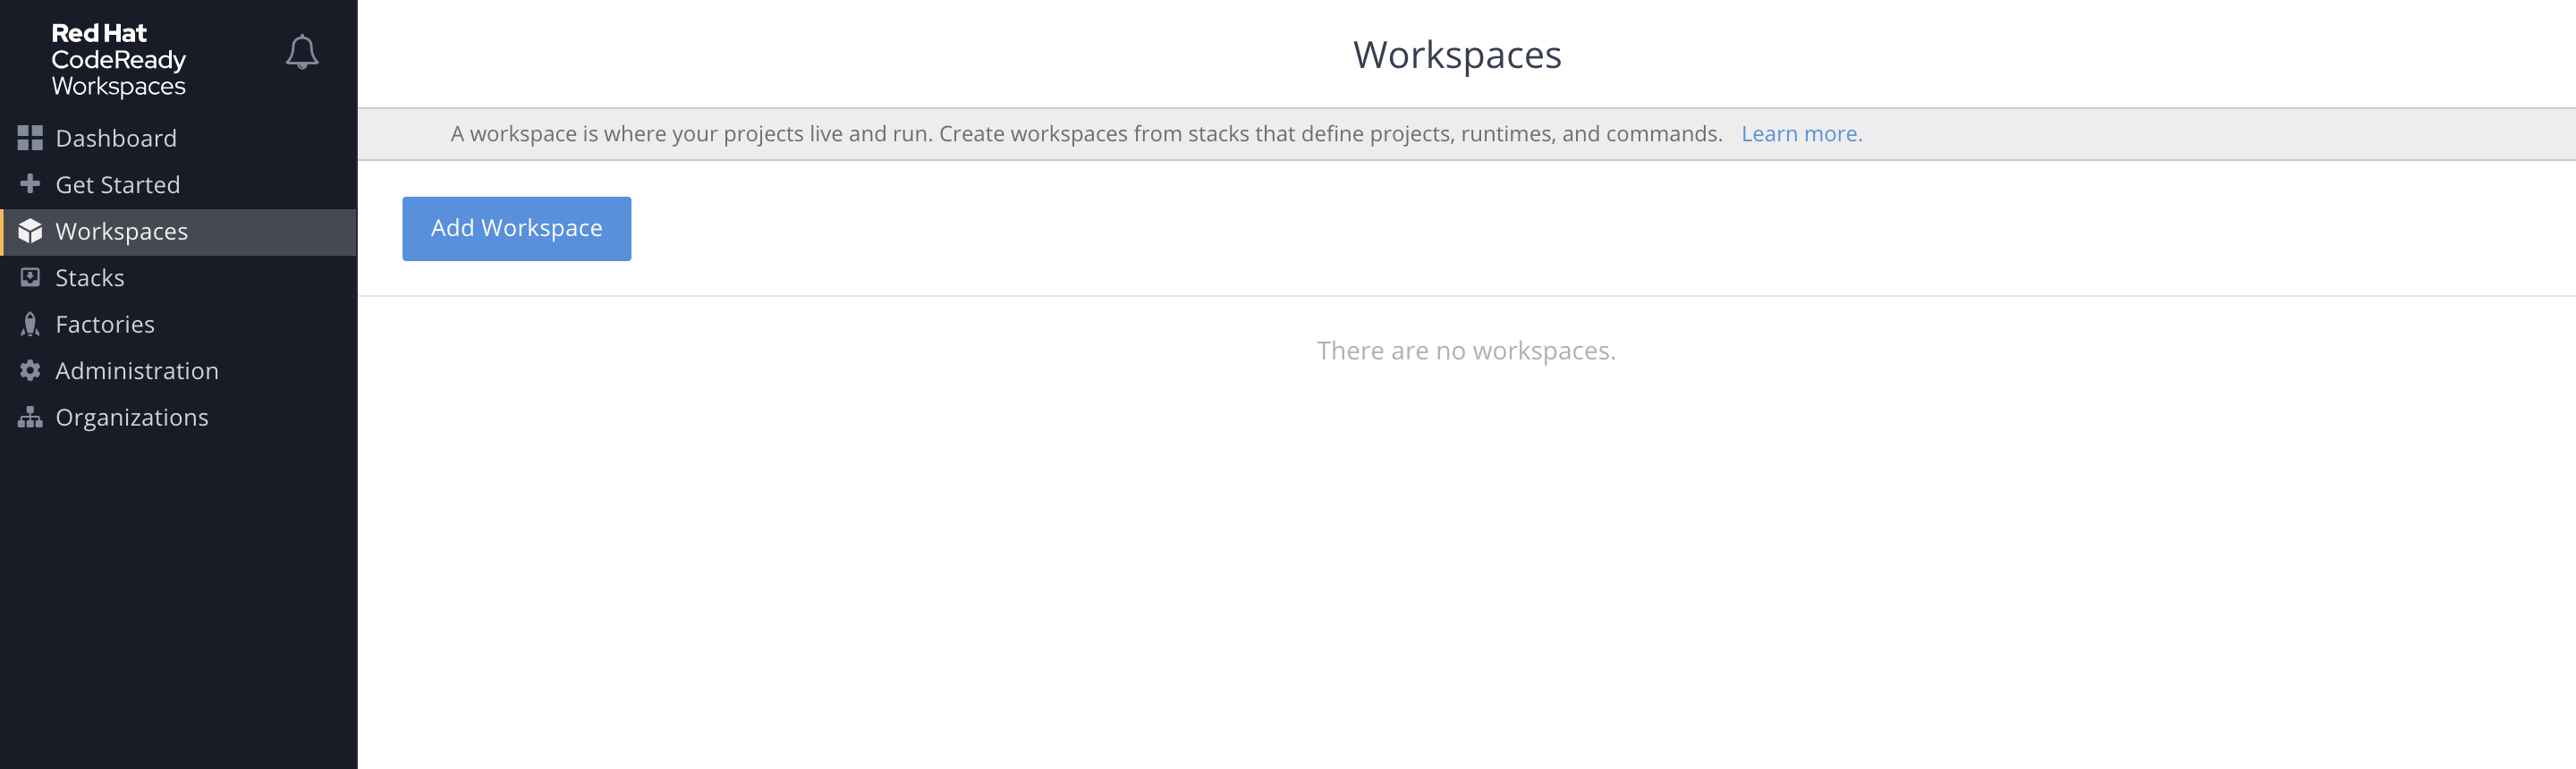 Red Hat
CodeReady
Workspaces
Dashboard
Get Started
Workspaces
Stacks
Factories
Administration
Organizations
Workspaces
A workspace is where your projects live and run. Create workspaces from stacks that define projects, runtimes, and commands. Learn more.
Add Workspace
There are no workspaces.